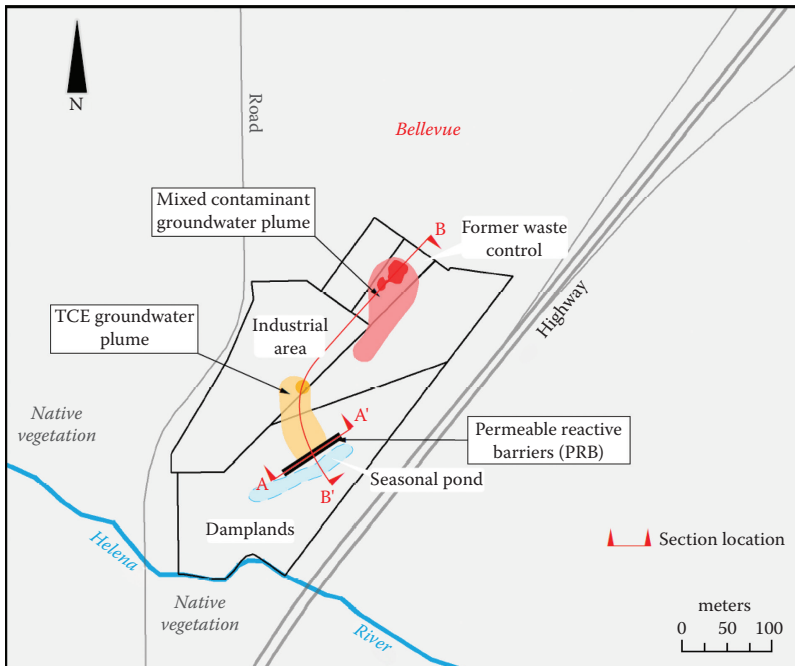 N
Road
Bellevue
Mixed contaminant
groundwater plume
B
Former waste
control
TCE groundwater
plume
Industrial
area
Highway
Native
vegetation
A'
Permeable reactive
barriers (PRB)
A
B'
Seasonal pond
Damplands
Helena
Section location
Native
vegetation
River
meters
0 50 100